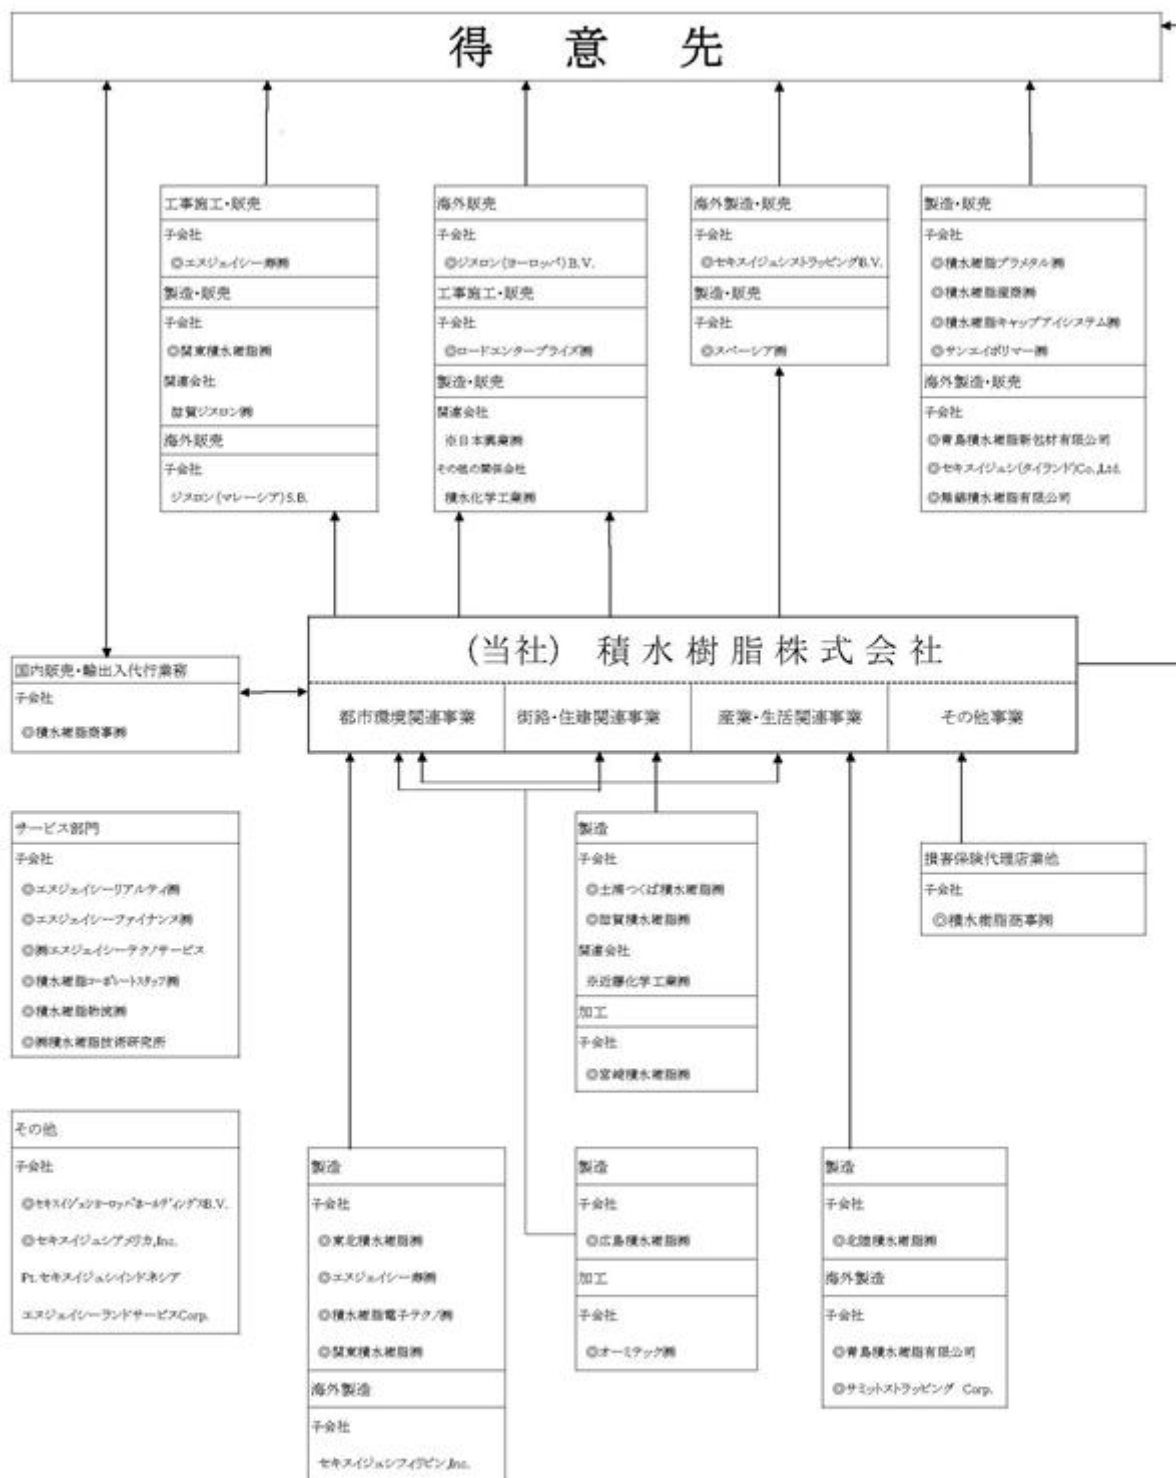 得意先
工事施工・販売
子会社
◎エスジェイシー寿㈱
製造・販売
子会社
◎関東積水樹脂㈱
関連会社
滋賀ジスロン㈱
海外販売
子会社
ジスロン(マレーシア)S.B.
海外販売
子会社
◎ジスロン(ヨーロッパ)B.V.
工事施工・販売
子会社
◎ロードエンタープライズ㈱
製造・販売
関連会社
※日本興業㈱
その他の関係会社
積水化学工業㈱
海外製造・販売
子会社
◎セキスイジュシストラッピングB.V.
製造・販売
子会社
◎スペーシア㈱
製造・販売
子会社
◎積水樹脂プラメタル㈱
◎積水樹脂産商㈱
◎積水樹脂キャップアイシステム㈱
◎サンエイポリマー㈱
海外製造・販売
子会社
◎青島積水樹脂新包材有限公司
◎セキスイジュシ(タイランド)Co.,Ltd.
◎無錫積水樹脂有限公司
(当社) 積水樹脂株式会社
都市環境関連事業
街路・住建関連事業
産業・生活関連事業
その他事業
国内販売・輸出入代行業務
子会社
◎積水樹脂商事㈱
サービス部門
子会社
◎エスジェイシーリアルティ㈱
◎エスジェイシーファイナンス㈱
◎㈱エスジェイシーテクノサービス
◎積水樹脂コーポレートスタッフ㈱
◎積水樹脂物流㈱
◎㈱積水樹脂技術研究所
製造
子会社
◎土浦つくば積水樹脂㈱
◎滋賀積水樹脂㈱
関連会社
※近藤化学工業㈱
加工
子会社
◎宮崎積水樹脂㈱
損害保険代理店業他
子会社
◎積水樹脂商事㈱
その他
子会社
◎セキスイジュシヨーロッパホールディングスB.V.
◎セキスイジュシアメリカ,Inc.
Pt.セキスイジュシインドネシア
エスジェイシーランドサービスCorp.
製造
子会社
◎東北積水樹脂㈱
◎エスジェイシー寿㈱
◎積水樹脂電子テクノ㈱
◎関東積水樹脂㈱
海外製造
子会社
セキスイジュシフィリピン,Inc.
製造
子会社
◎広島積水樹脂㈱
加工
子会社
◎オーミテック㈱
製造
子会社
◎北陸積水樹脂㈱
海外製造
子会社
◎青島積水樹脂有限公司
◎サミットストラッピング Corp.